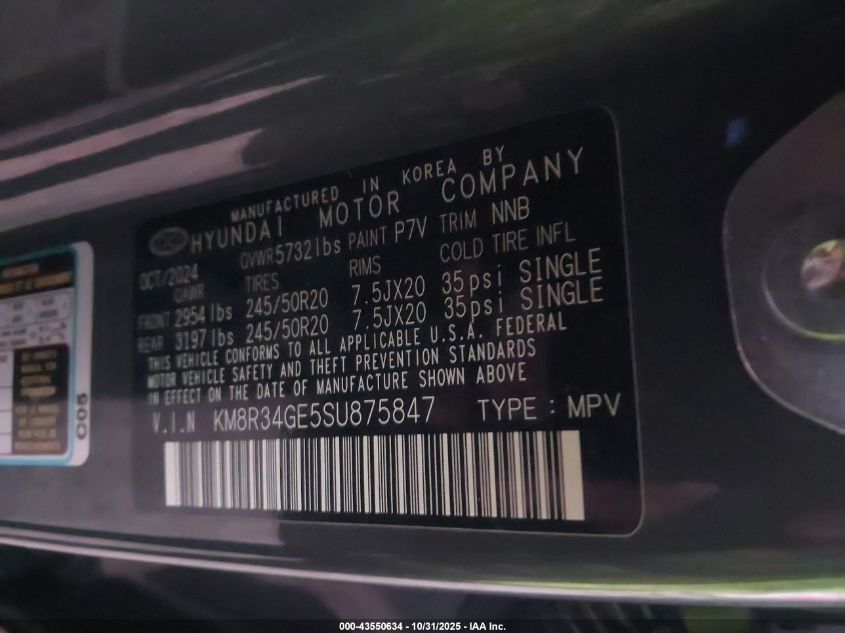 MANUFACTURED IN KOREA BY
HYUNDAI MOTOR COMPANY
OCT/2024 GVWR5732lbs PAINT P7V TRIM NNB
GAWR TIRES RIMS COLD TIRE INFL
FRONT 2954lbs 245/50R20 7.5JX20 35psi SINGLE
REAR 3197lbs 245/50R20 7.5JX20 35psi SINGLE
THIS VEHICLE CONFORMS TO ALL APPLICABLE U.S.A. FEDERAL
MOTOR VEHICLE SAFETY AND THEFT PREVENTION STANDARDS
IN EFFECT ON THE DATE OF MANUFACTURE SHOWN ABOVE
V.I.N KM8R34GE5SU875847 TYPE : MPV
C05
000-43550634 - 10/31/2025 - IAA Inc.